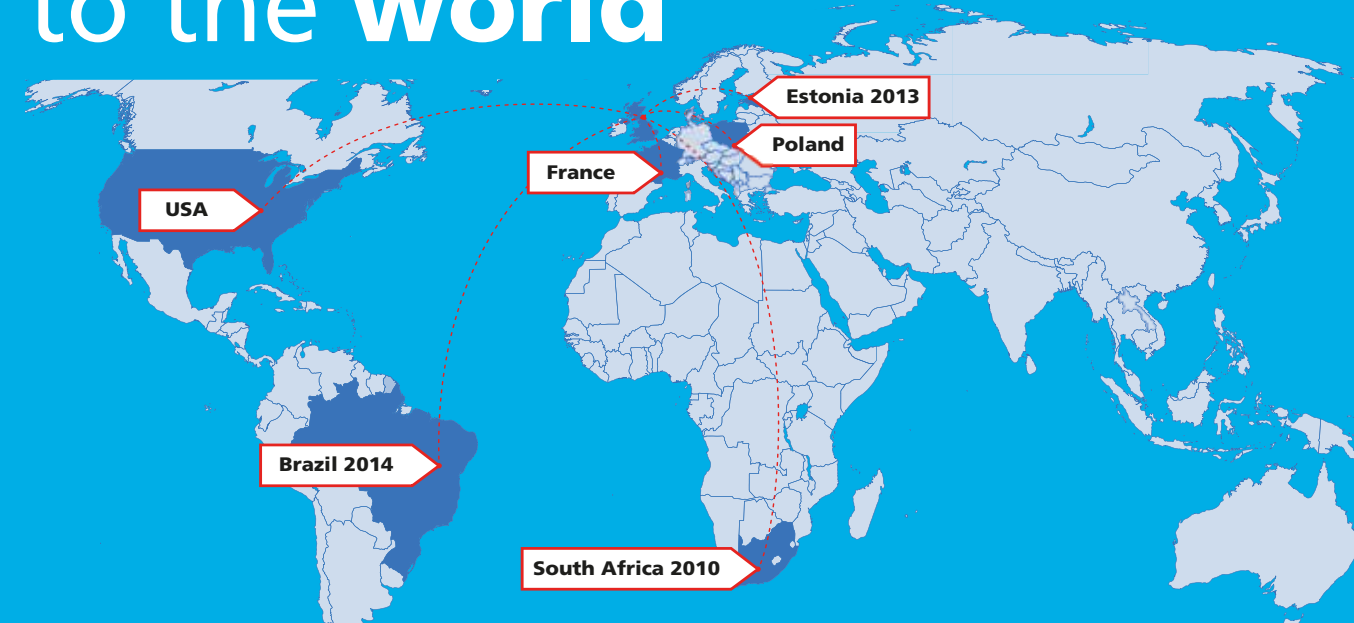 to the world
Estonia 2013
Poland
France
USA
Brazil 2014
South Africa 2010